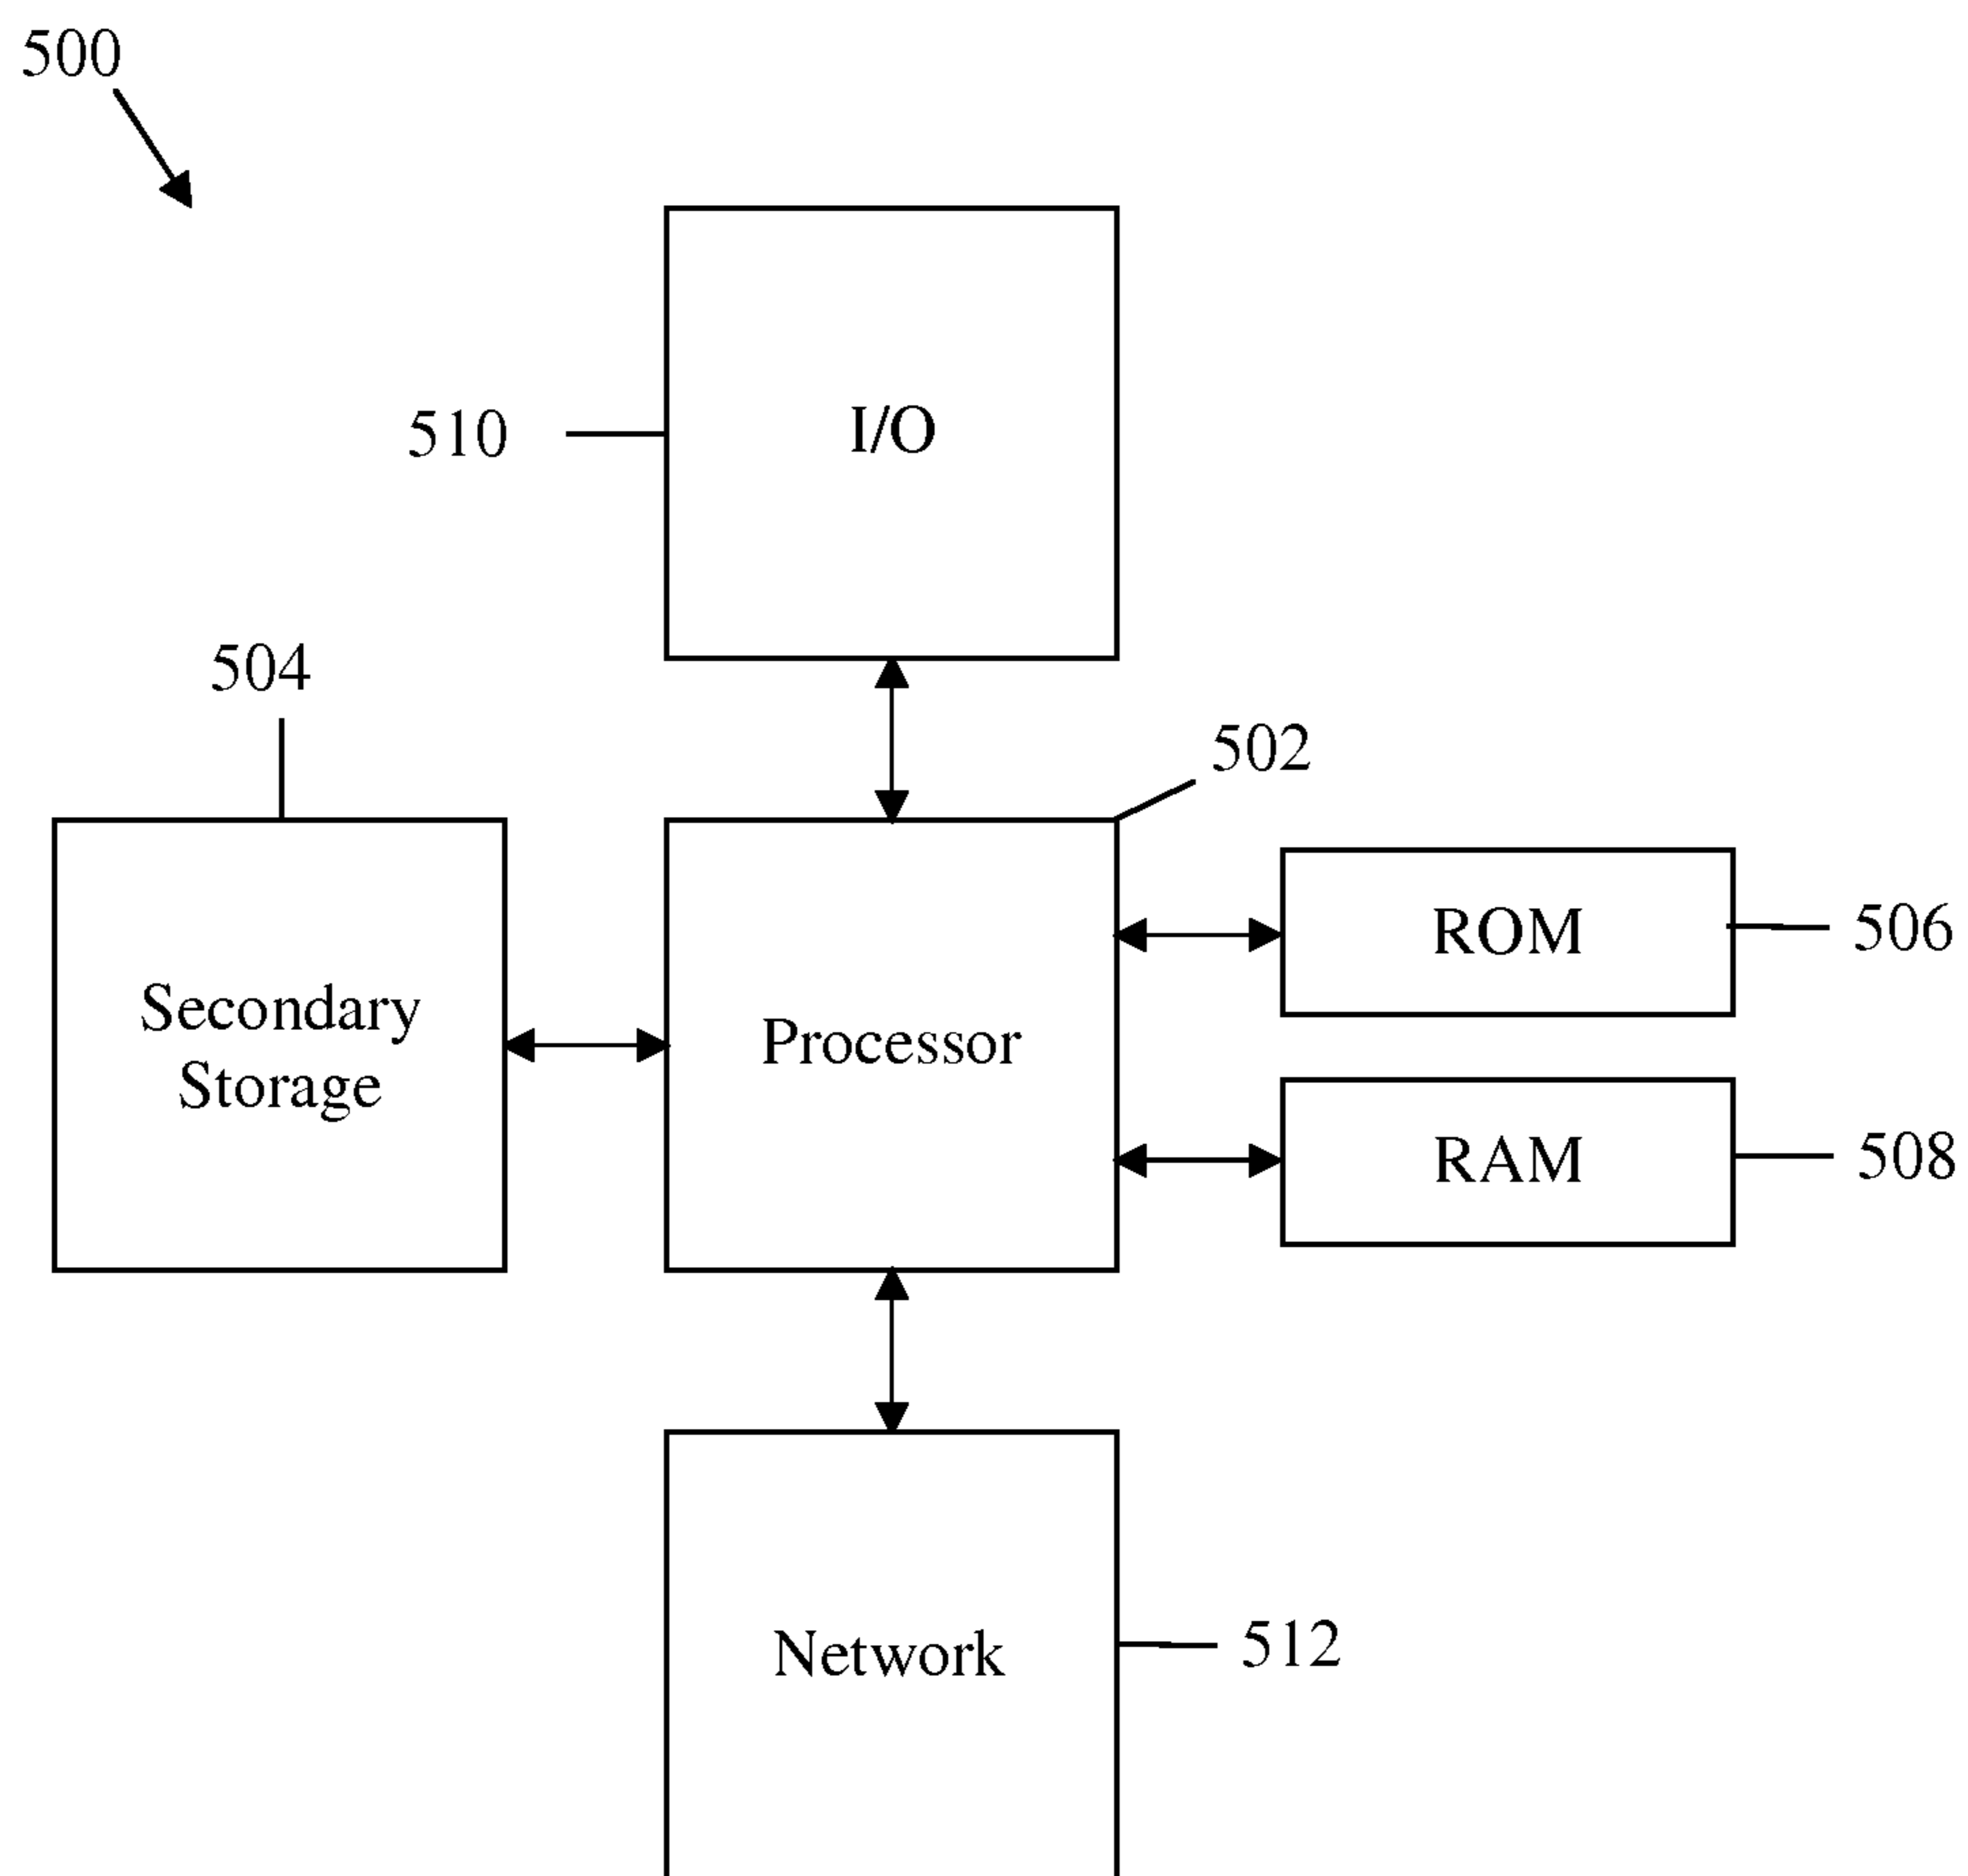 500
I/O
510
504
502
Secondary
Storage
Processor
ROM
506
RAM
508
Network
512